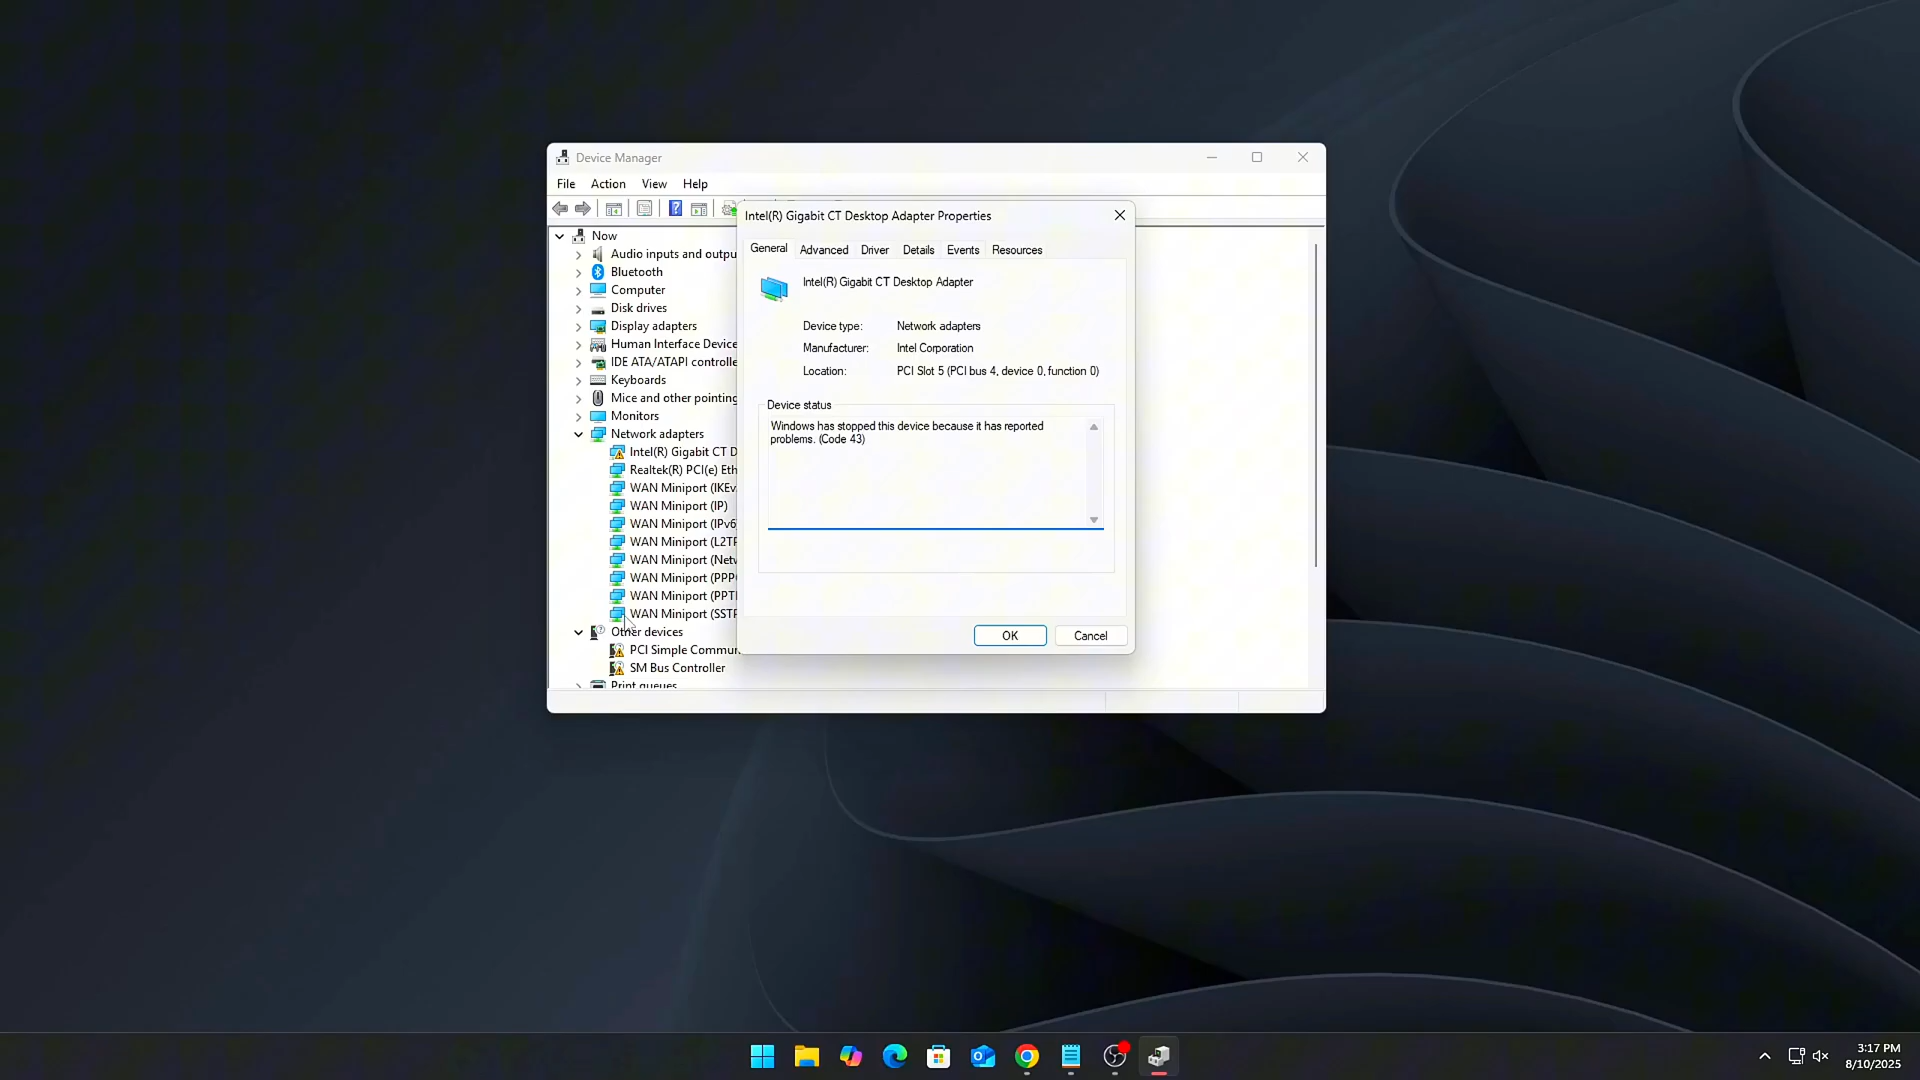 Device Manager
File Action View Help
Intel(R) Gigabit CT Desktop Adapter Properties
General Advanced Driver Details Events Resources
Intel(R) Gigabit CT Desktop Adapter
Device type: Network adapters
Manufacturer: Intel Corporation
Location: PCI Slot 5 (PCI bus 4, device 0, function 0)
Device status
Windows has stopped this device because it has reported
problems. (Code 43)
OK Cancel
Now
Audio inputs and outpu
Bluetooth
Computer
Disk drives
Display adapters
Human Interface Device
IDE ATA/ATAPI controlle
Keyboards
Mice and other pointing
Monitors
Network adapters
Intel(R) Gigabit CT D
Realtek(R) PCI(e) Eth
WAN Miniport (IKEv
WAN Miniport (IP)
WAN Miniport (IPv6
WAN Miniport (L2TP
WAN Miniport (Netw
WAN Miniport (PPPO
WAN Miniport (PPTP
WAN Miniport (SSTP
Other devices
PCI Simple Commun
SM Bus Controller
Print queues
3:17 PM
8/10/2025